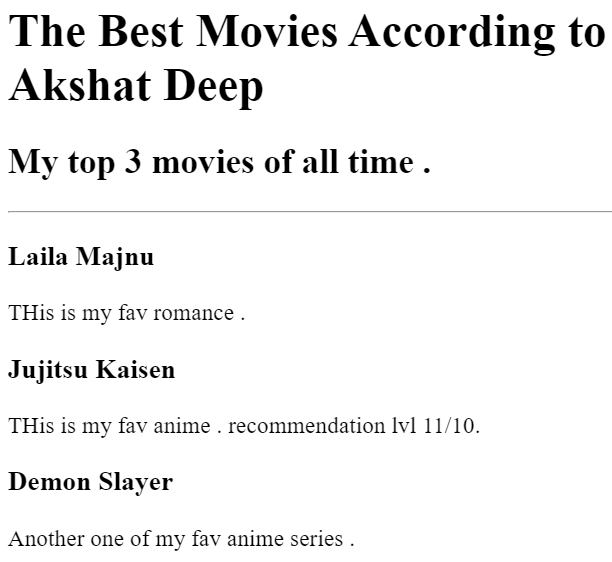 The Best Movies According to
Akshat Deep
My top 3 movies of all time .
Laila Majnu
THis is my fav romance .
Jujitsu Kaisen
THis is my fav anime . recommendation lvl 11/10.
Demon Slayer
Another one of my fav anime series .